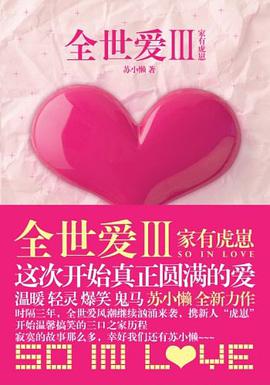 全世爱III 家有虎崽
苏小懒 著
全世爱III 家有虎崽
SO IN LOVE
这次开始真正圆满的爱
温暖 轻灵 爆笑 鬼马 苏小懒 全新力作
时隔三年，全世爱风潮继续汹涌来袭、携新人“虎崽”
开始温馨搞笑的三口之家历程
寂寞的故事那么多，幸好我们还有苏小懒~~~
SO IN LOVE